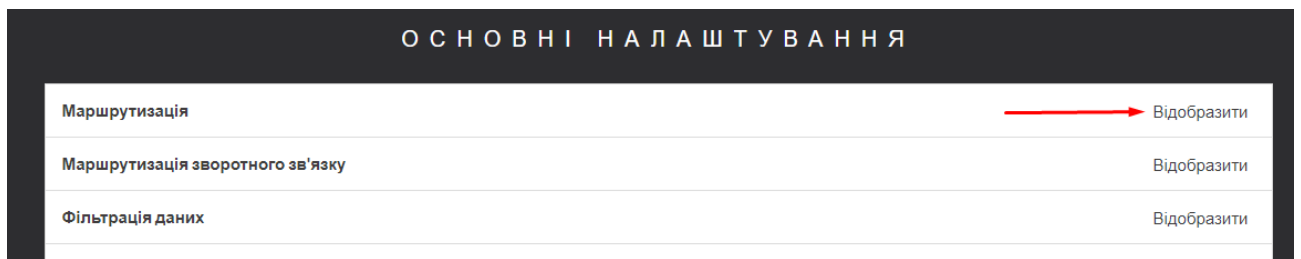 ОСНОВНІ НАЛАШТУВАННЯ
Маршрутизація Відобразити
Маршрутизація зворотного зв'язку Відобразити
Фільтрація даних Відобразити